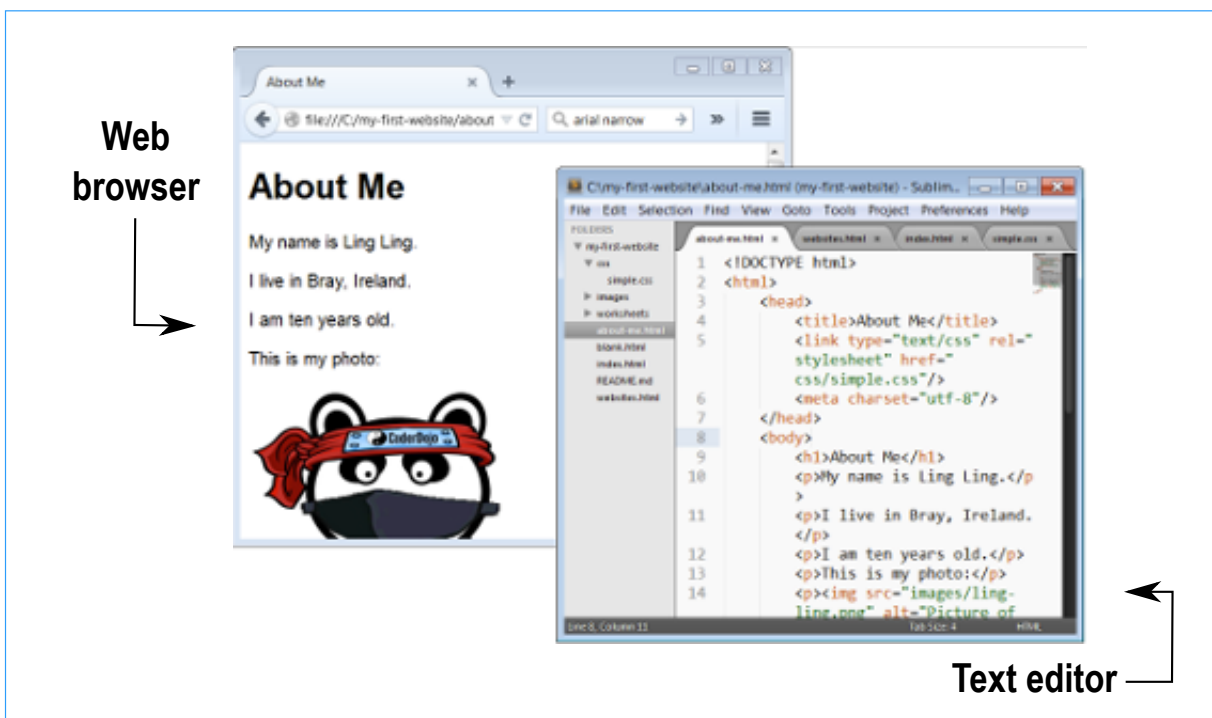 Web
browser
About Me
file:///C:/my-first-website/about
arial narrow
About Me
My name is Ling Ling.
I live in Bray, Ireland.
I am ten years old.
This is my photo:
CoderDojo
C:\my-first-website\about-me.html (my-first-website) - Sublim..
File Edit Selection Find View Goto Tools Project Preferences Help
FOLDERS
my-first-website
css
simple.css
images
worksheets
about-me.html
blank.html
index.html
README.md
websites.html
about-me.html websites.html index.html simple.css
1 <!DOCTYPE html>
2 <html>
3 <head>
4 <title>About Me</title>
5 <link type="text/css" rel="
stylesheet" href="
css/simple.css"/>
6 <meta charset="utf-8"/>
7 </head>
8 <body>
9 <h1>About Me</h1>
10 <p>My name is Ling Ling.</p
>
11 <p>I live in Bray, Ireland.
</p>
12 <p>I am ten years old.</p>
13 <p>This is my photo:</p>
14 <p><img src="images/ling-
ling.png" alt="Picture of
Line 8, Column 11 Tab Size: 4 HTML
Text editor